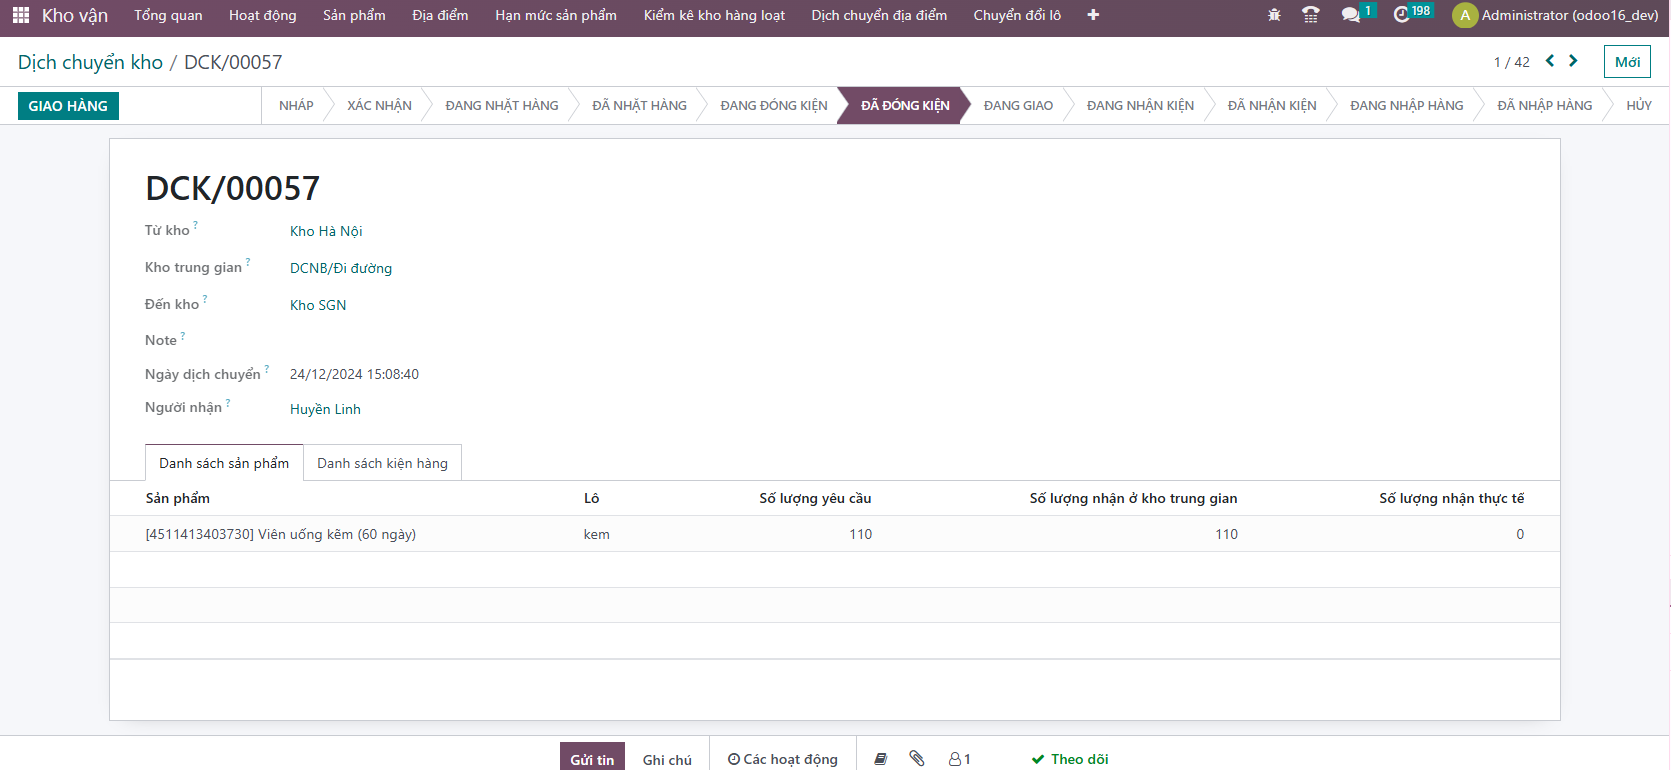 Kho vận Tổng quan Hoạt động Sản phẩm Địa điểm Hạn mức sản phẩm Kiểm kê kho hàng loạt Dịch chuyển địa điểm Chuyển đổi lô 1 198 A Administrator (odoo16_dev)
Dịch chuyển kho / DCK/00057 1 / 42 Mới
GIAO HÀNG NHÁP XÁC NHẬN ĐANG NHẶT HÀNG ĐÃ NHẶT HÀNG ĐANG ĐÓNG KIỆN ĐÃ ĐÓNG KIỆN ĐANG GIAO ĐANG NHẬN KIỆN ĐÃ NHẬN KIỆN ĐANG NHẬP HÀNG ĐÃ NHẬP HÀNG HỦY
DCK/00057
Từ kho ? Kho Hà Nội
Kho trung gian ? DCNB/Đi đường
Đến kho ? Kho SGN
Note ?
Ngày dịch chuyển ? 24/12/2024 15:08:40
Người nhận ? Huyền Linh
Danh sách sản phẩm Danh sách kiện hàng
Sản phẩm Lô Số lượng yêu cầu Số lượng nhận ở kho trung gian Số lượng nhận thực tế
[4511413403730] Viên uống kẽm (60 ngày) kem 110 110 0
Gửi tin Ghi chú Các hoạt động 1 Theo dõi